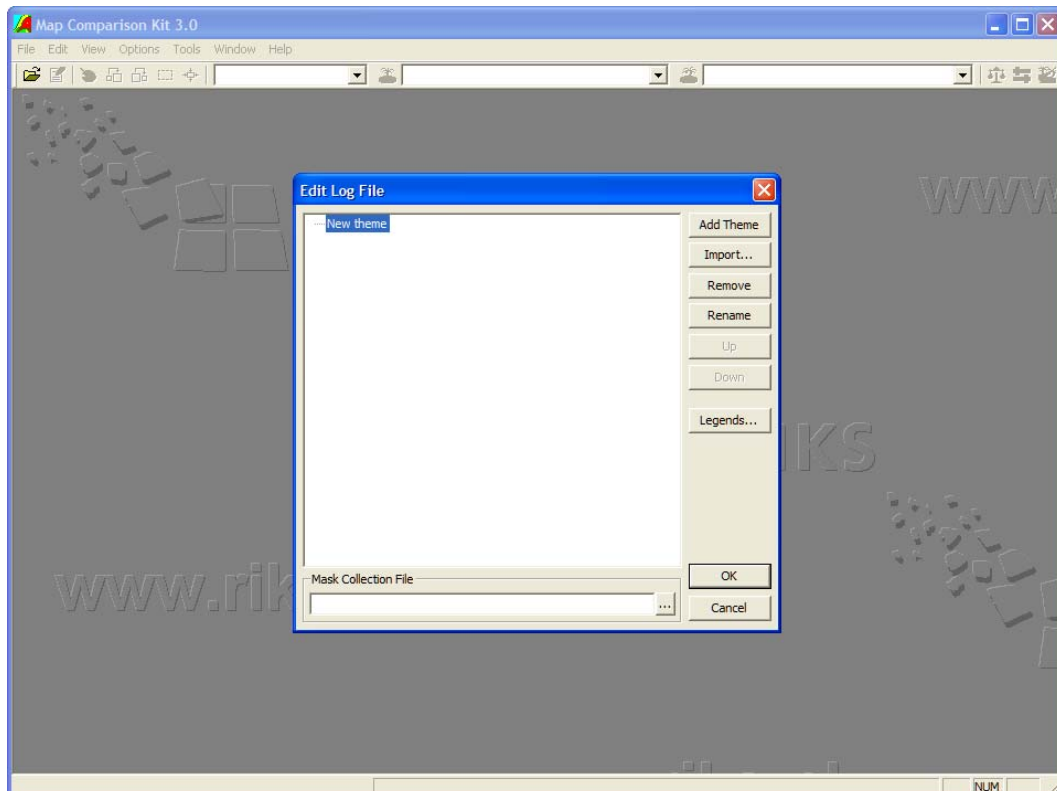 Map Comparison Kit 3.0
File Edit View Options Tools Window Help
Edit Log File
New theme
Add Theme
Import...
Remove
Rename
Up
Down
Legends...
Mask Collection File
...
OK
Cancel
www
RIKS
www.rik
NUM